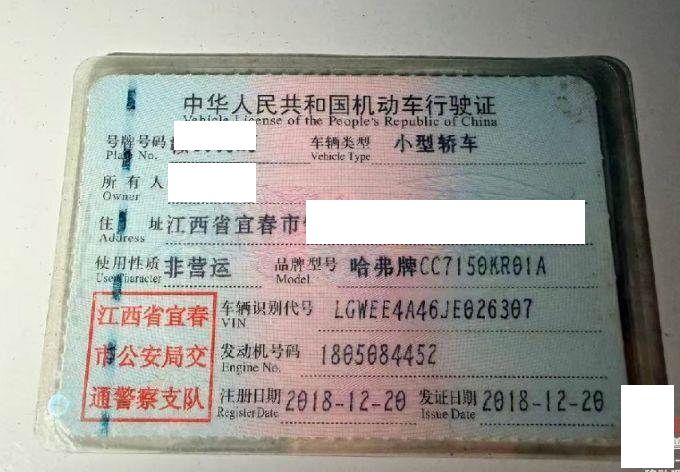 中华人民共和国机动车行驶证
Vehicle License of the People's Republic of China
号牌号码 车辆类型 小型轿车
Plate No. Vehicle Type
所有人
Owner
住址 江西省宜春市
Address
使用性质 非营运 品牌型号 哈弗牌CC7150KR01A
Use Character Model
江西省宜春 车辆识别代号 LGWEE4A46JE026307
VIN
市公安局交 发动机号码 1805084452
Engine No.
通警察支队 注册日期 2018-12-20 发证日期 2018-12-20
Register Date Issue Date